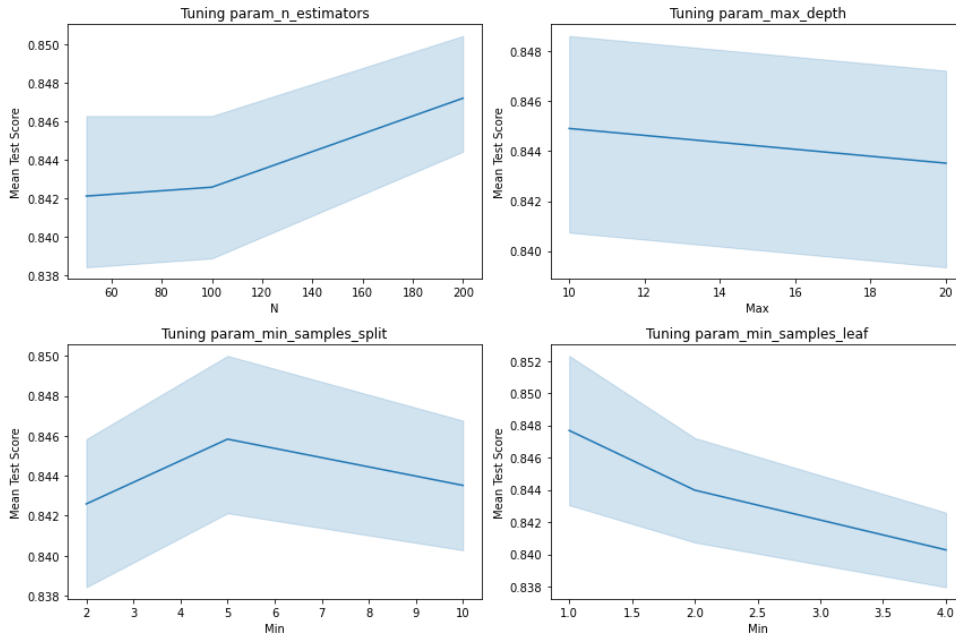 Tuning param_n_estimators
Mean Test Score
0.850
0.848
0.846
0.844
0.842
0.840
0.838
60 80 100 120 140 160 180 200
N
Tuning param_max_depth
Mean Test Score
0.848
0.846
0.844
0.842
0.840
10 12 14 16 18 20
Max
Tuning param_min_samples_split
Mean Test Score
0.850
0.848
0.846
0.844
0.842
0.840
0.838
2 3 4 5 6 7 8 9 10
Min
Tuning param_min_samples_leaf
Mean Test Score
0.852
0.850
0.848
0.846
0.844
0.842
0.840
0.838
1.0 1.5 2.0 2.5 3.0 3.5 4.0
Min